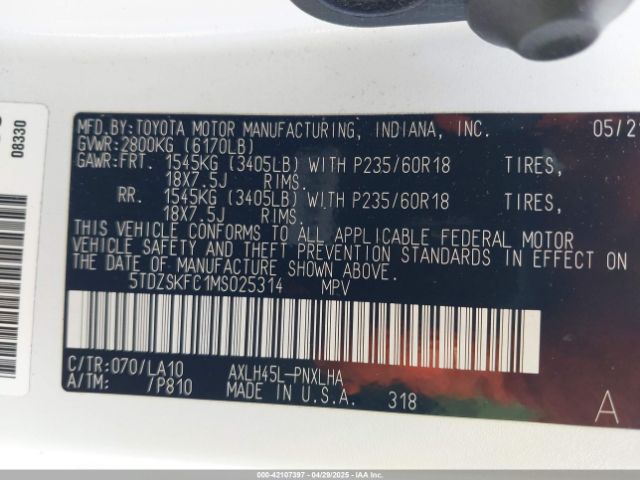 08330
MFD.BY:TOYOTA MOTOR MANUFACTURING, INDIANA, INC. 05/21
GVWR:2800KG (6170LB)
GAWR:FRT. 1545KG (3405LB) WITH P235/60R18 TIRES,
18X7.5J RIMS.
RR. 1545KG (3405LB) WITH P235/60R18 TIRES,
18X7.5J RIMS.
THIS VEHICLE CONFORMS TO ALL APPLICABLE FEDERAL MOTOR
VEHICLE SAFETY AND THEFT PREVENTION STANDARDS IN EFFECT ON
THE DATE OF MANUFACTURE SHOWN ABOVE.
5TDZSKFC1MS025314 MPV
C/TR:070/LA10 AXLH45L-PNXLHA
A/TM: /P810 MADE IN U.S.A. 318 A
000-42107397 - 04/29/2025 - IAAI.COM